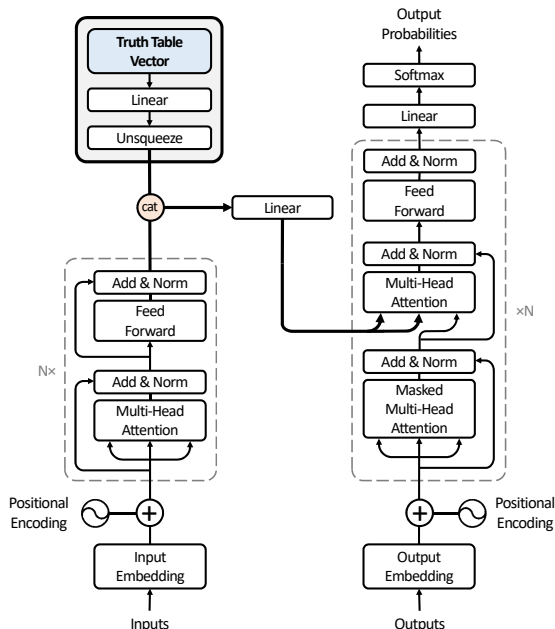 Truth Table
Vector
Linear
Unsqueeze
cat
Linear
Add & Norm
Feed
Forward
N×
Add & Norm
Multi-Head
Attention
Positional
Encoding
Input
Embedding
Inputs
Output
Probabilities
Softmax
Linear
Add & Norm
Feed
Forward
Add & Norm
Multi-Head
Attention
×N
Add & Norm
Masked
Multi-Head
Attention
Positional
Encoding
Output
Embedding
Outputs